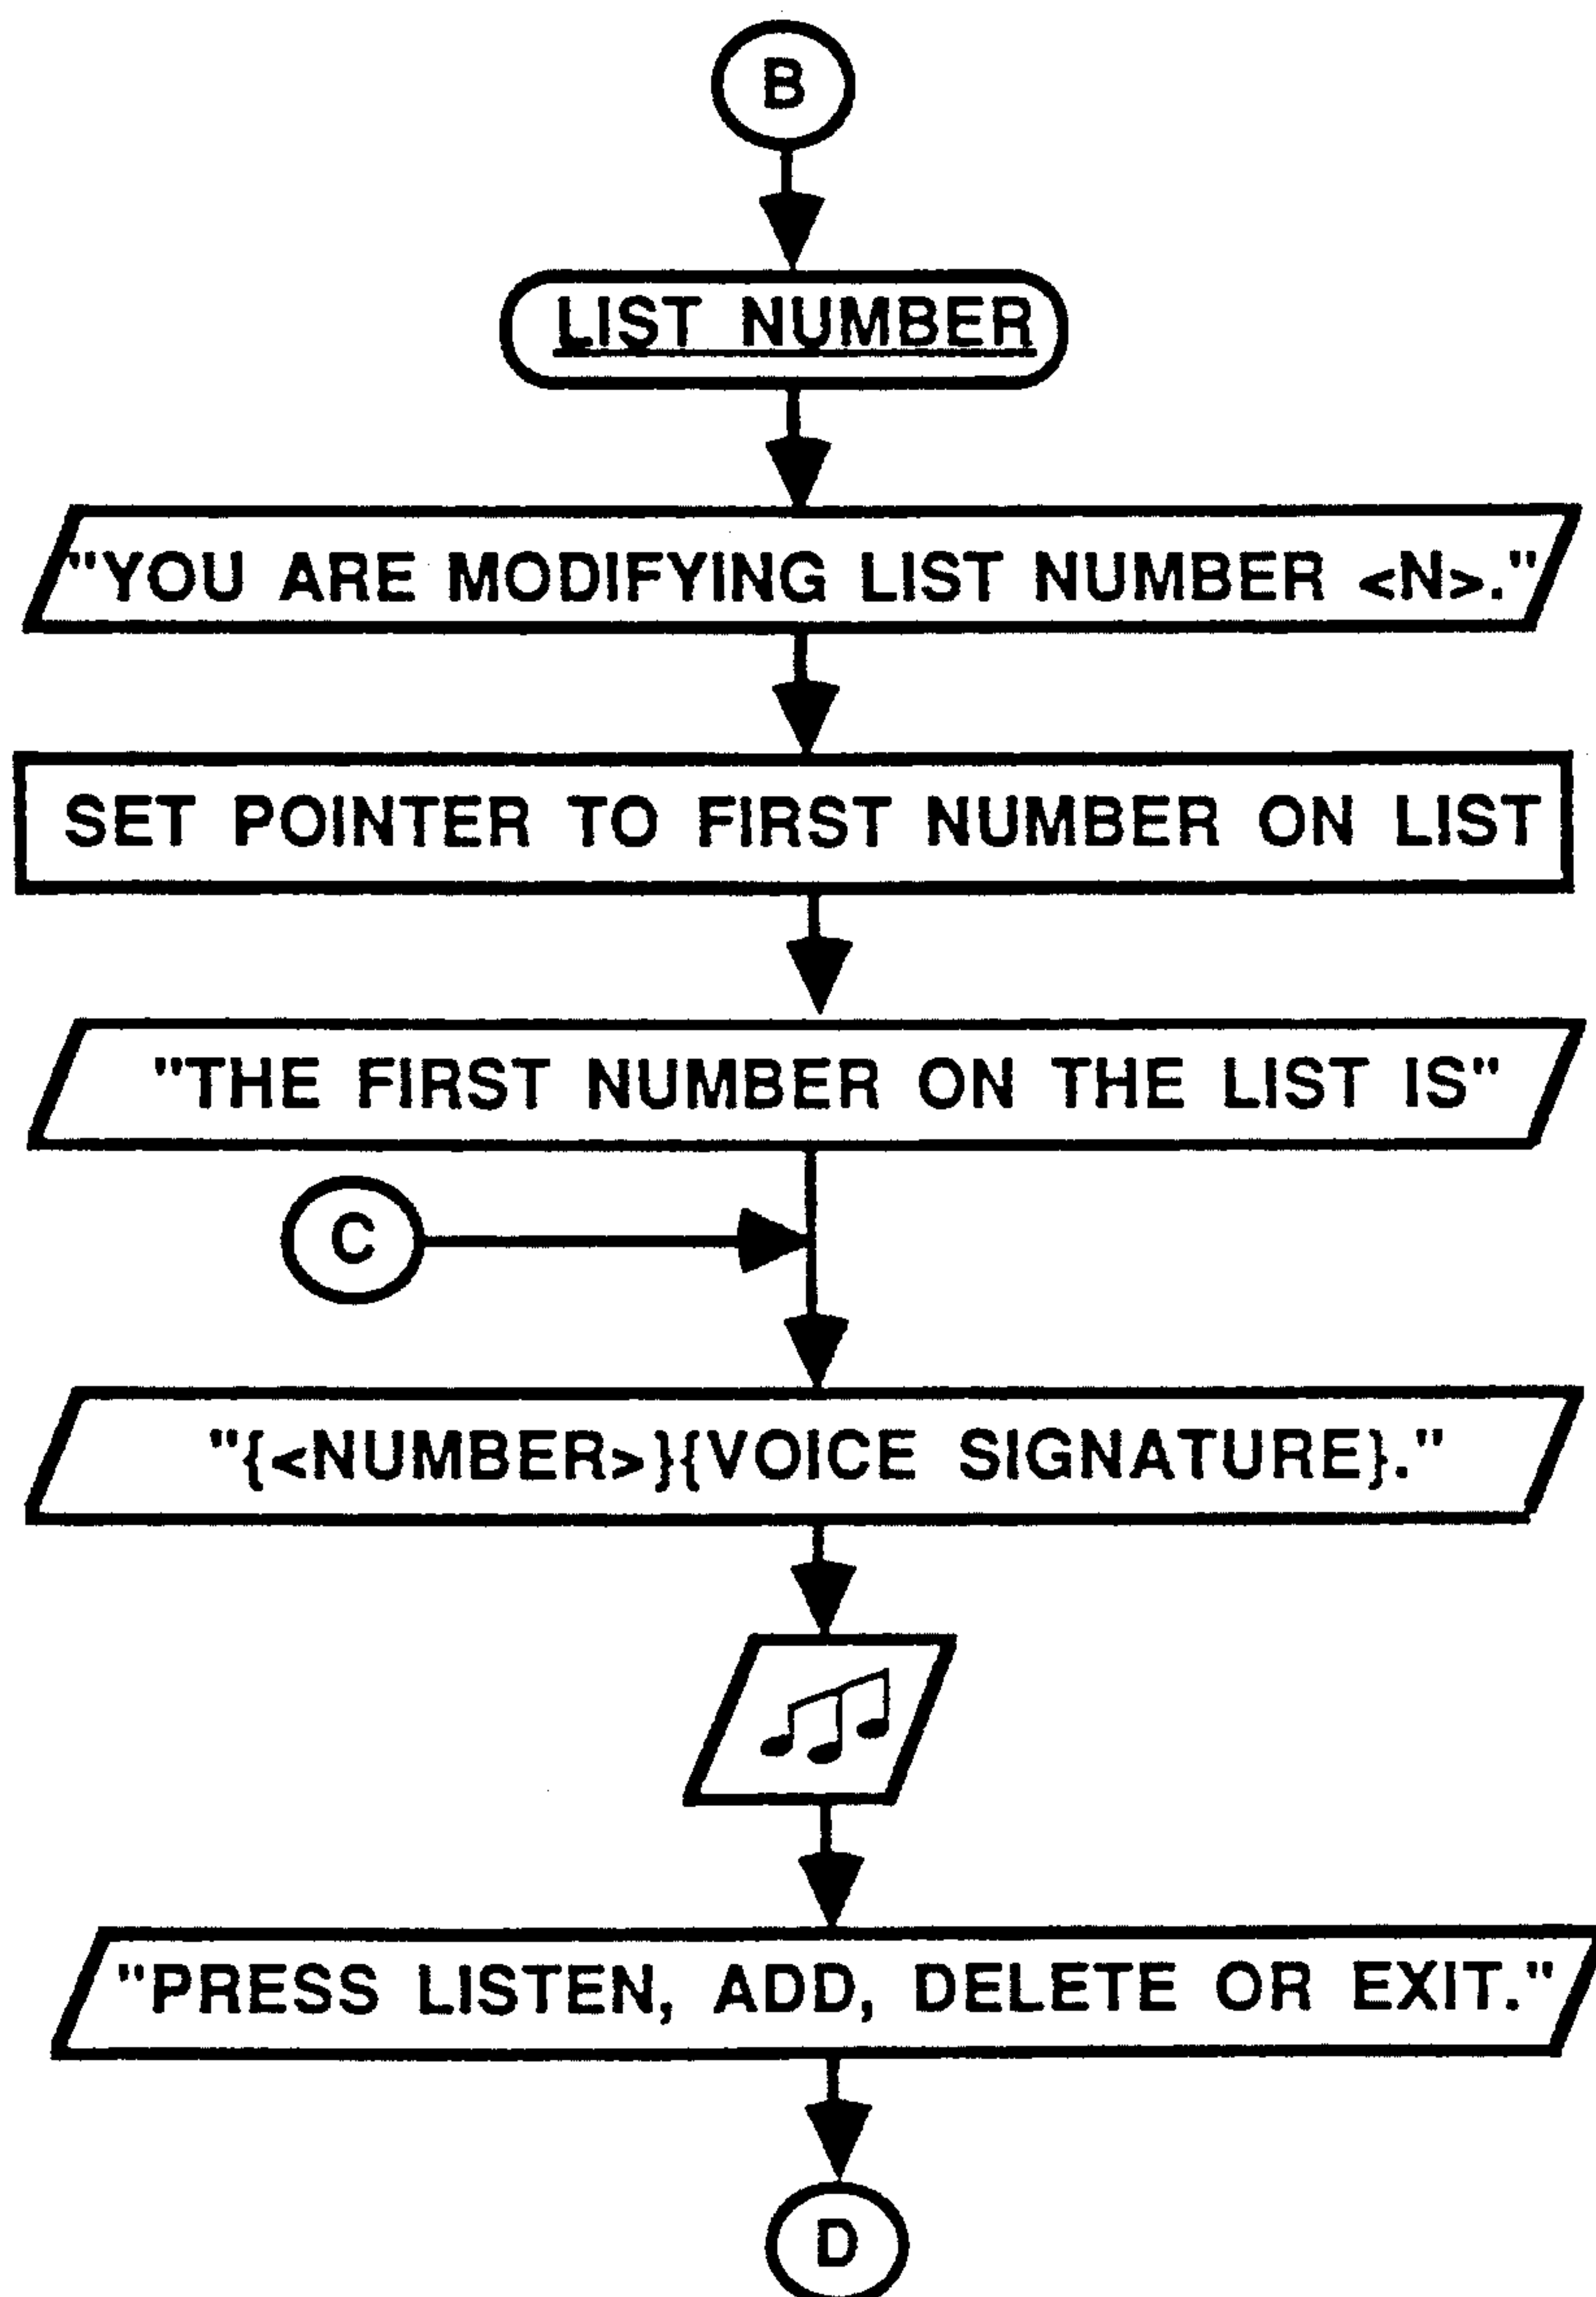 B
LIST NUMBER
"YOU ARE MODIFYING LIST NUMBER <N>."
SET POINTER TO FIRST NUMBER ON LIST
"THE FIRST NUMBER ON THE LIST IS"
C
"{<NUMBER>}{VOICE SIGNATURE}."
"PRESS LISTEN, ADD, DELETE OR EXIT."
D